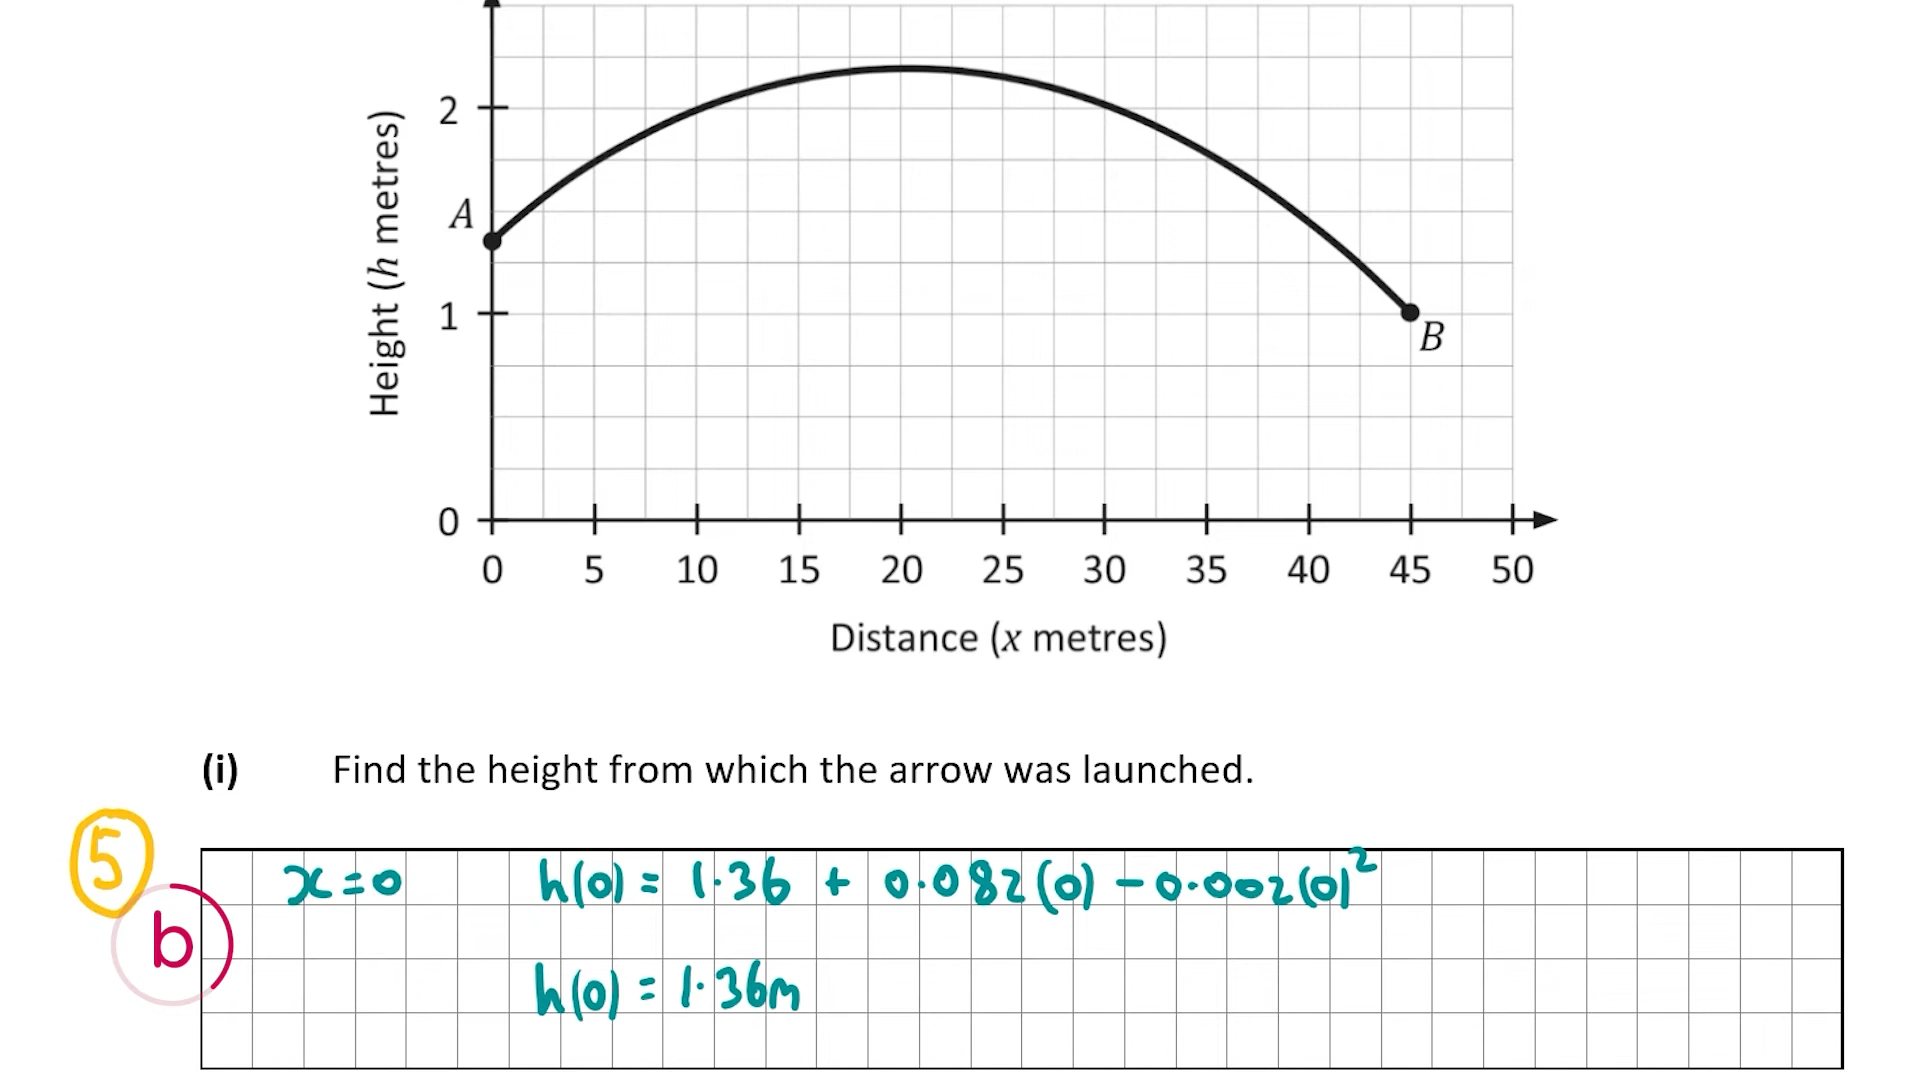 Height (h metres)
2
A
1
B
0
0 5 10 15 20 25 30 35 40 45 50
Distance (x metres)
(i) Find the height from which the arrow was launched.
5
b
x=0 h(0) = 1.36 + 0.082(0) - 0.002(0)²
h(0) = 1.36m